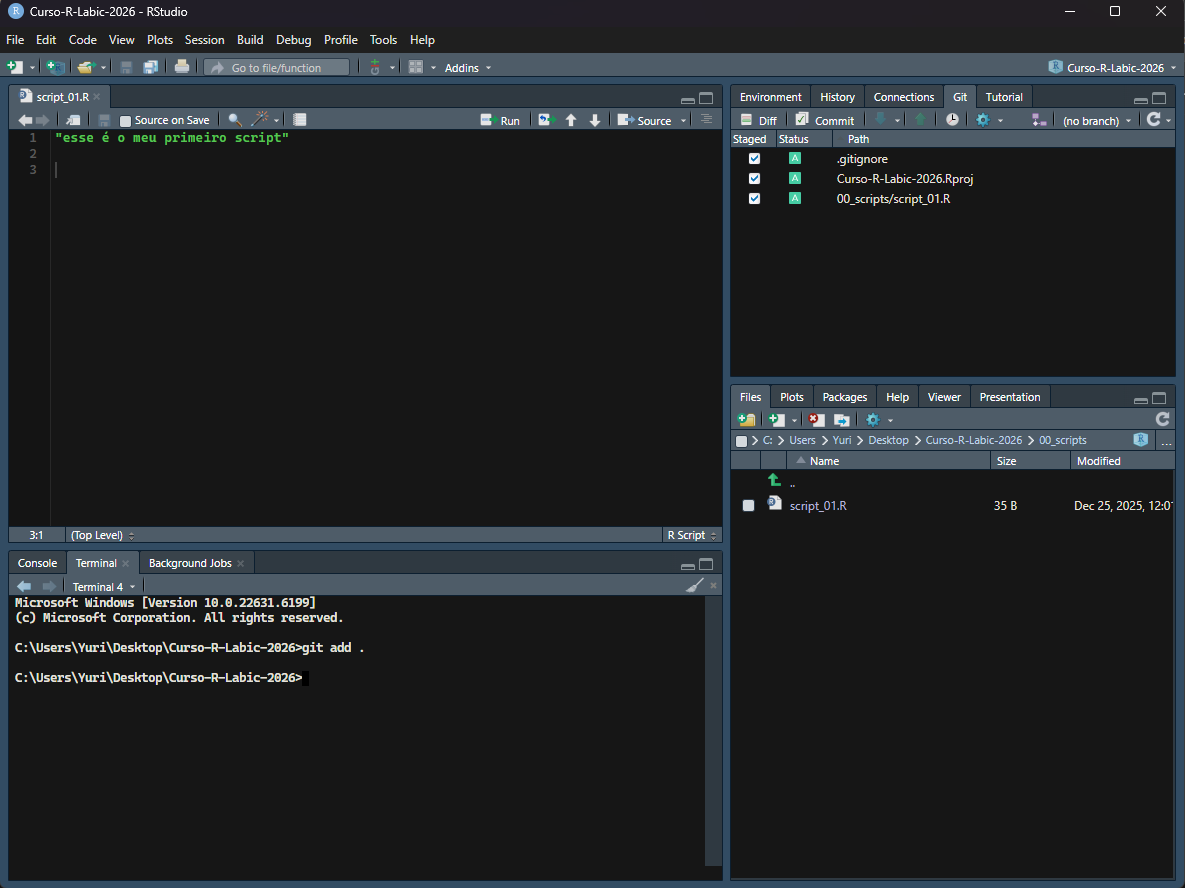 Curso-R-Labic-2026 - RStudio
File Edit Code View Plots Session Build Debug Profile Tools Help
Go to file/function Addins Curso-R-Labic-2026
script_01.R
Source on Save Run Source
1 "esse é o meu primeiro script"
2
3
3:1 (Top Level) R Script
Console Terminal Background Jobs
Terminal 4
Microsoft Windows [Version 10.0.22631.6199]
(c) Microsoft Corporation. All rights reserved.
C:\Users\Yuri\Desktop\Curso-R-Labic-2026>git add .
C:\Users\Yuri\Desktop\Curso-R-Labic-2026>
Environment History Connections Git Tutorial
Diff Commit (no branch)
Staged Status Path
A .gitignore
A Curso-R-Labic-2026.Rproj
A 00_scripts/script_01.R
Files Plots Packages Help Viewer Presentation
C: Users Yuri Desktop Curso-R-Labic-2026 00_scripts R ...
Name Size Modified
..
script_01.R 35 B Dec 25, 2025, 12:0